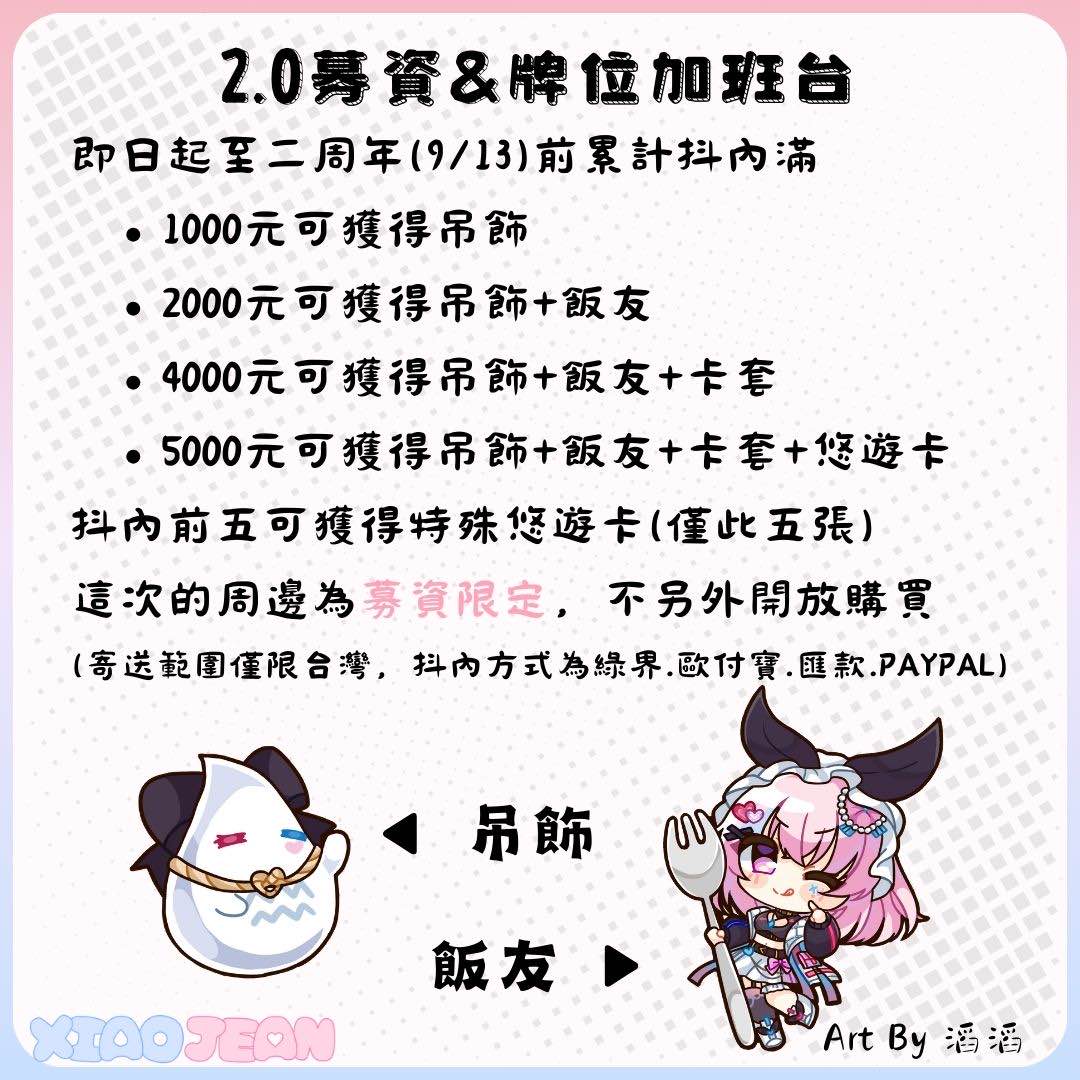 2.0募資&牌位加班台
即日起至二周年(9/13)前累計抖內滿
• 1000元可獲得吊飾
• 2000元可獲得吊飾+飯友
• 4000元可獲得吊飾+飯友+卡套
• 5000元可獲得吊飾+飯友+卡套+悠遊卡
抖內前五可獲得特殊悠遊卡(僅此五張)
這次的周邊為募資限定，不另外開放購買
(寄送範圍僅限台灣，抖內方式為綠界.歐付寶.匯款.PAYPAL)
吊飾
飯友
XIAOJEAN
Art By 滔滔